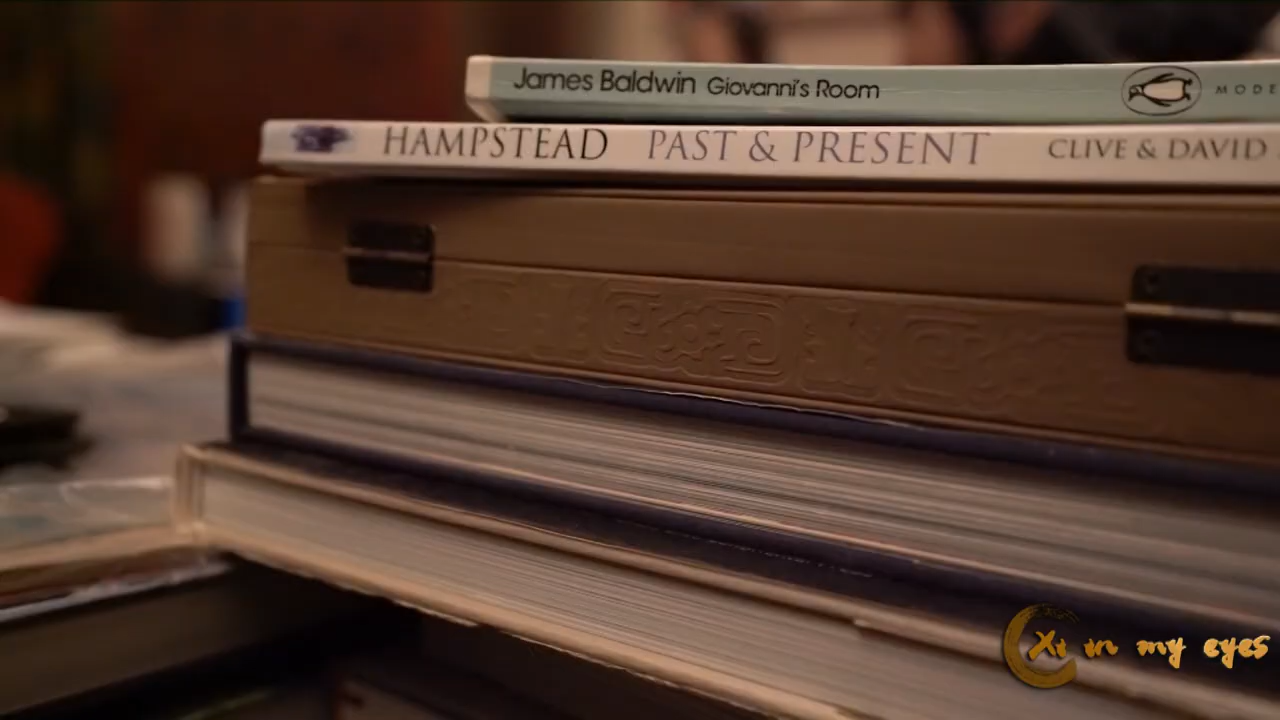 James Baldwin Giovanni's Room MODE
HAMPSTEAD PAST & PRESENT CLIVE & DAVID
Xi in my eyes